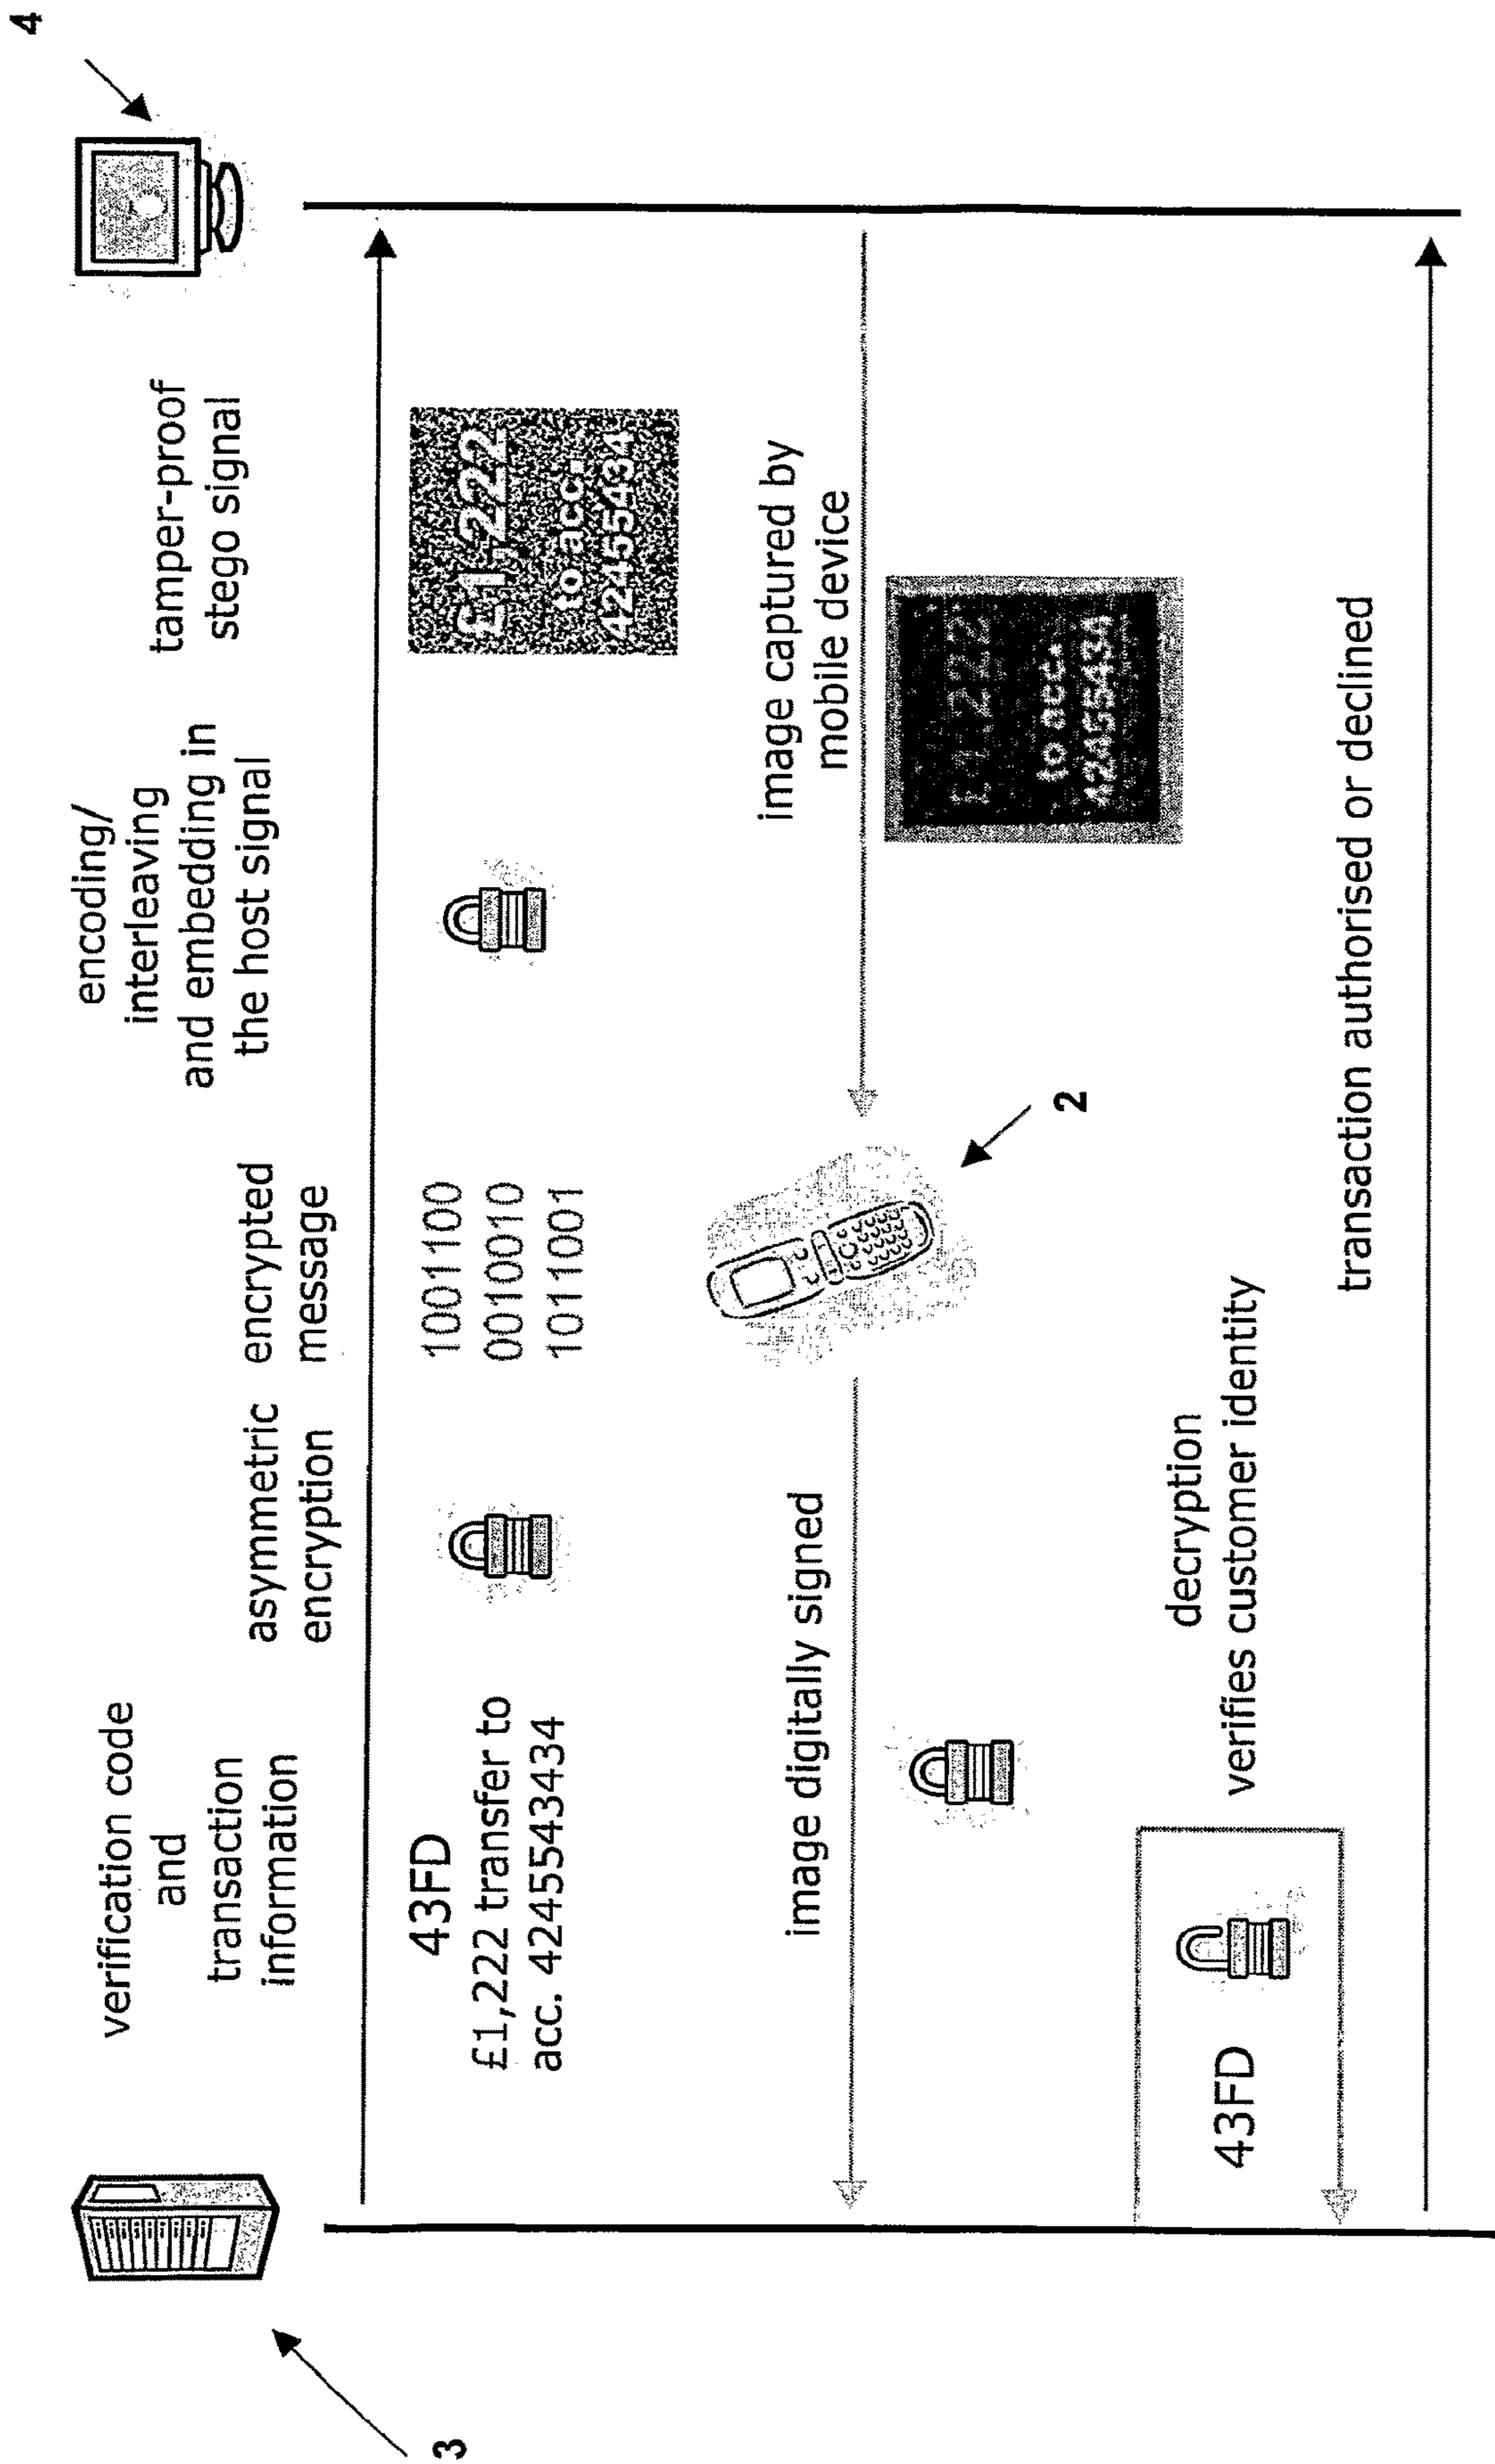 4
3
verification code
and
transaction
information
asymmetric
encryption
encrypted
message
encoding/
interleaving
and embedding in
the host signal
tamper-proof
stego signal
43FD
£1,222 transfer to
acc. 4245543434
1001100
0010010
1011001
£1,222
to acc.
42455434
image digitally signed
image captured by
mobile device
2
£1,222
to acc.
42455434
43FD
decryption
verifies customer identity
transaction authorised or declined